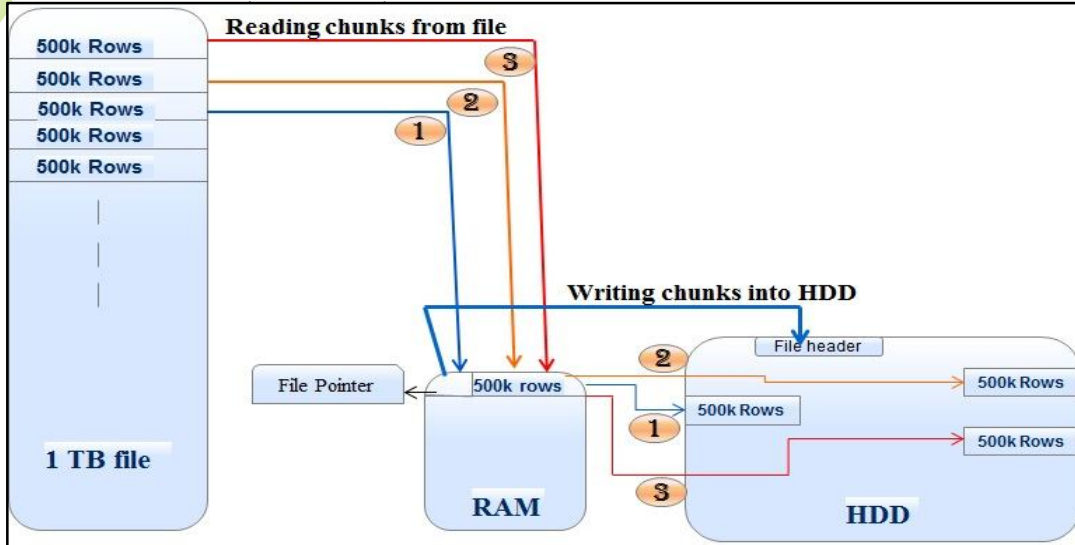 Reading chunks from file
500k Rows
500k Rows
500k Rows
500k Rows
500k Rows
3
2
1
1 TB file
Writing chunks into HDD
File header
File Pointer
500k rows
RAM
2
1
3
500k Rows
500k Rows
500k Rows
HDD